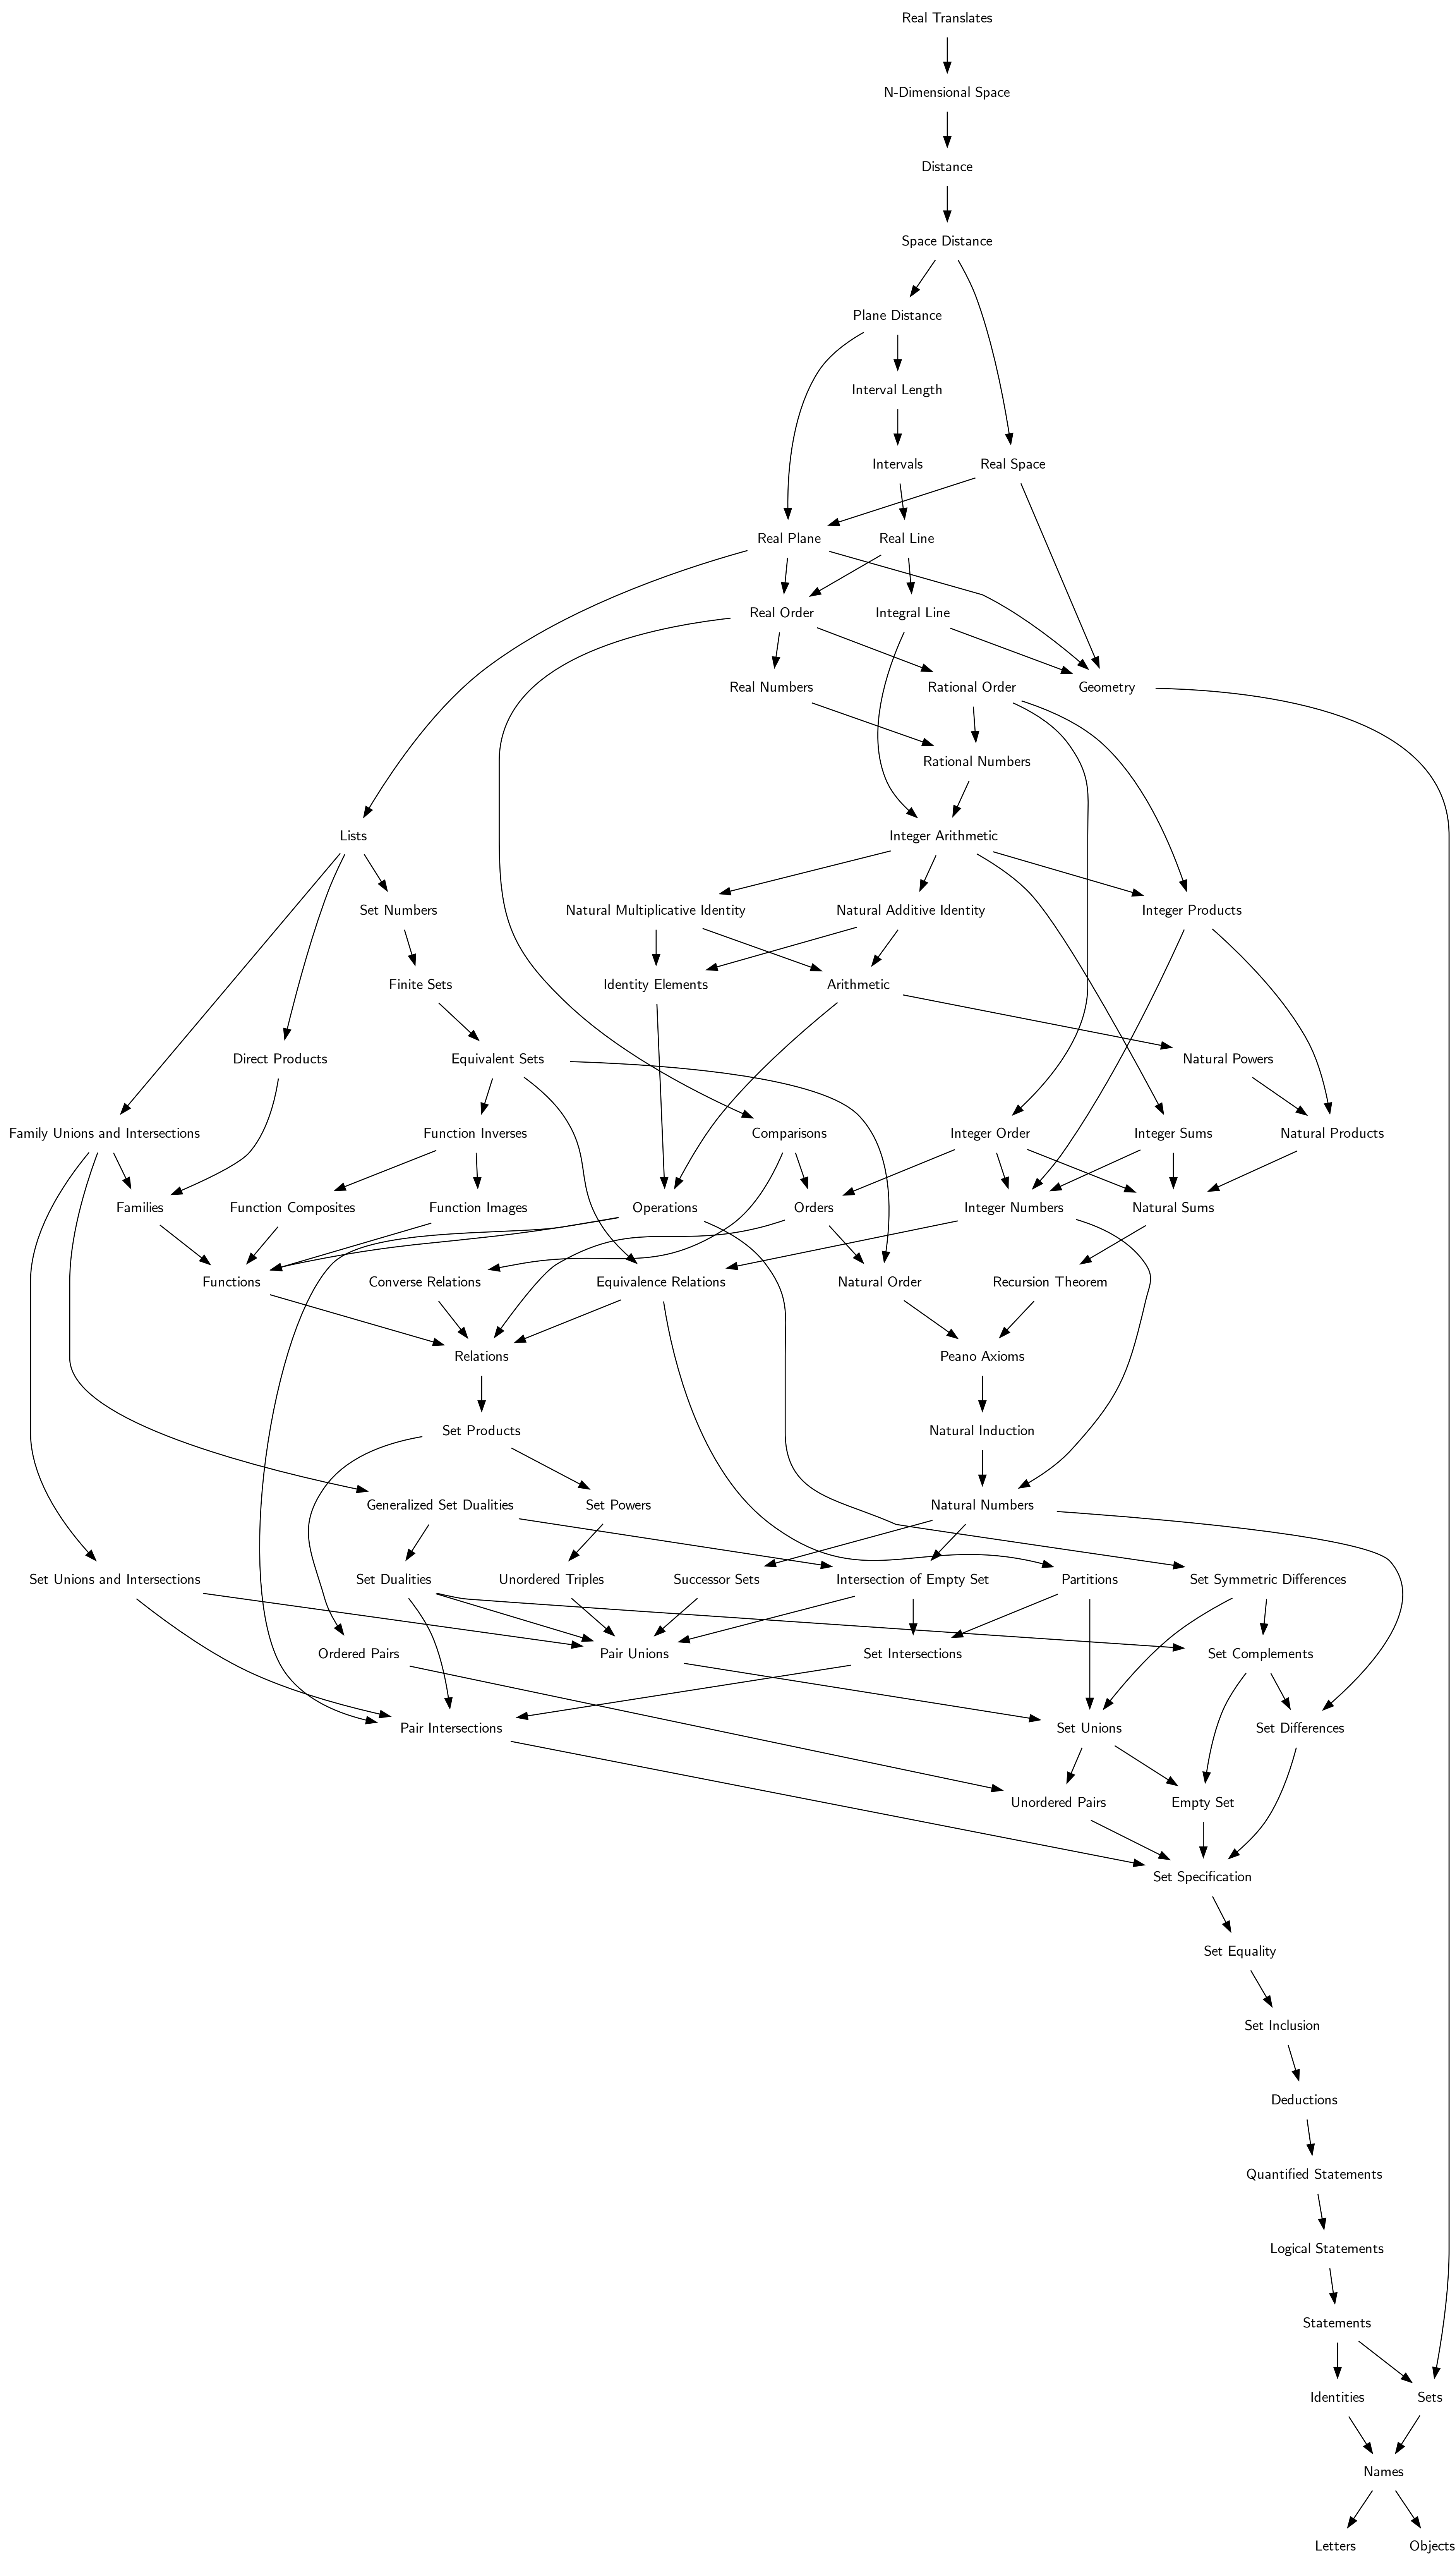 Real Translates
N-Dimensional Space
Distance
Space Distance
Plane Distance
Interval Length
Intervals
Real Space
Real Plane
Real Line
Real Order
Integral Line
Real Numbers
Rational Order
Geometry
Rational Numbers
Lists
Integer Arithmetic
Set Numbers
Natural Multiplicative Identity
Natural Additive Identity
Integer Products
Finite Sets
Identity Elements
Arithmetic
Direct Products
Equivalent Sets
Natural Powers
Family Unions and Intersections
Function Inverses
Comparisons
Integer Order
Integer Sums
Natural Products
Families
Function Composites
Function Images
Operations
Orders
Integer Numbers
Natural Sums
Functions
Converse Relations
Equivalence Relations
Natural Order
Recursion Theorem
Relations
Peano Axioms
Set Products
Natural Induction
Generalized Set Dualities
Set Powers
Natural Numbers
Set Unions and Intersections
Set Dualities
Unordered Triples
Successor Sets
Intersection of Empty Set
Partitions
Set Symmetric Differences
Ordered Pairs
Pair Unions
Set Intersections
Set Complements
Pair Intersections
Set Unions
Set Differences
Unordered Pairs
Empty Set
Set Specification
Set Equality
Set Inclusion
Deductions
Quantified Statements
Logical Statements
Statements
Identities
Sets
Names
Letters
Objects